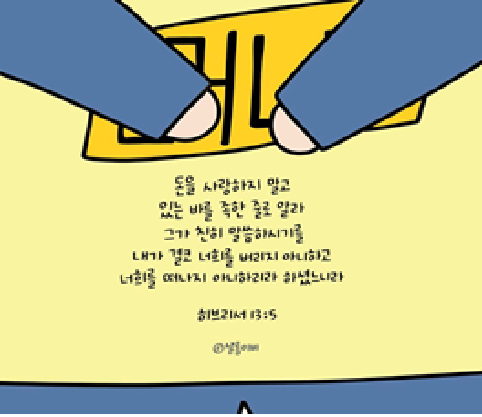 머니
돈을 사랑하지 말고
있는 바를 족한 줄로 알라
그가 친히 말씀하시기를
내가 결코 너희를 버리지 아니하고
너희를 떠나지 아니하리라 하셨느니라
히브리서 13:5